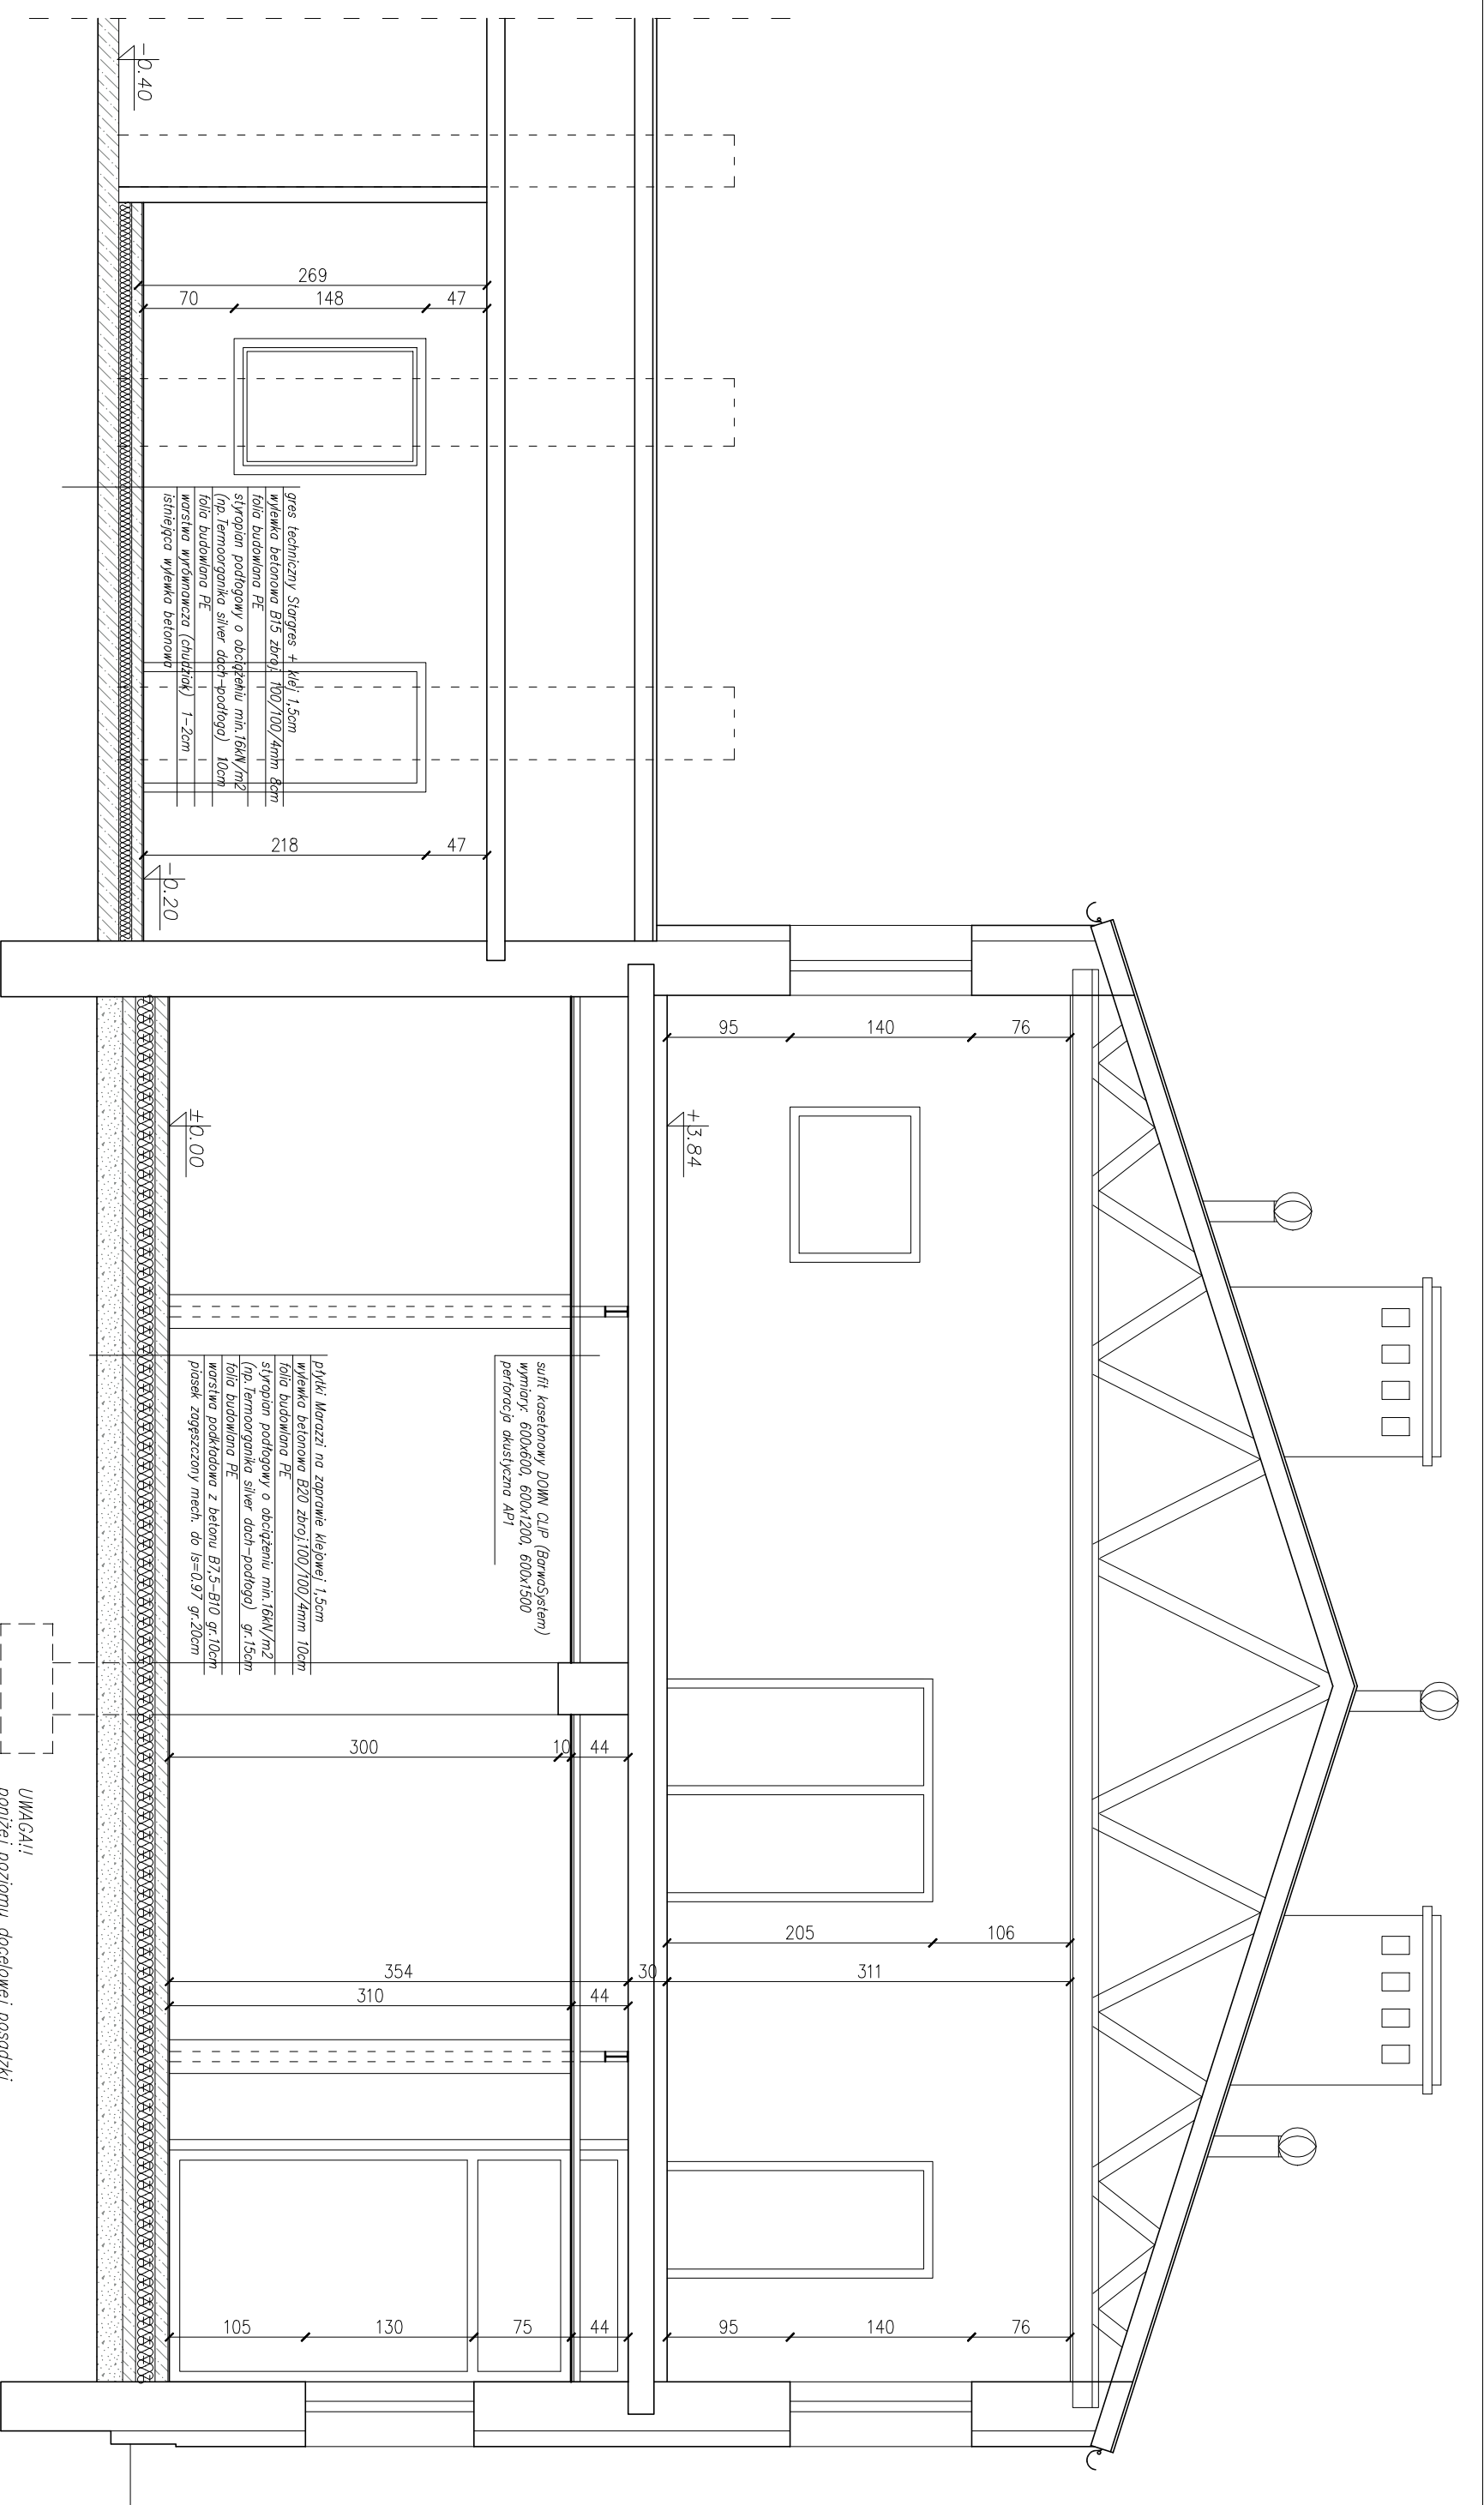 -0.40
269
70
148
47
gres techniczny Stargres + klej 1,5cm
wylewka betonowa B15 zbroj. 100/100/4mm 8cm
folia budowlana PE
styropian podłogowy o obciążeniu min.16kN/m2
(np.Termoorganika silver dach-podłoga) 10cm
folia budowlana PE
warstwa wyrównawcza (chudziak) 1-2cm
istniejąca wylewka betonowa
218
47
-0.20
95
140
76
+3.84
±0.00
sufit kasetonowy DOWN CLIP (BarwaSystem)
wymiary: 600x600, 600x1200, 600x1500
perforacja akustyczna AP1
płytki Marazzi na zaprawie klejowej 1,5cm
wylewka betonowa B20 zbroj.100/100/4mm 10cm
folia budowlana PE
styropian podłogowy o obciążeniu min.16kN/m2
(np.Termoorganika silver dach-podłoga) gr.15cm
folia budowlana PE
warstwa podkładowa z betonu B7,5-B10 gr.10cm
piasek zagęszczony mech. do Is=0.97 gr.20cm
300
10
44
UWAGA!!
poniżej poziomu docelowej posadzki
205
106
354
30
311
310
44
105
130
75
44
95
140
76